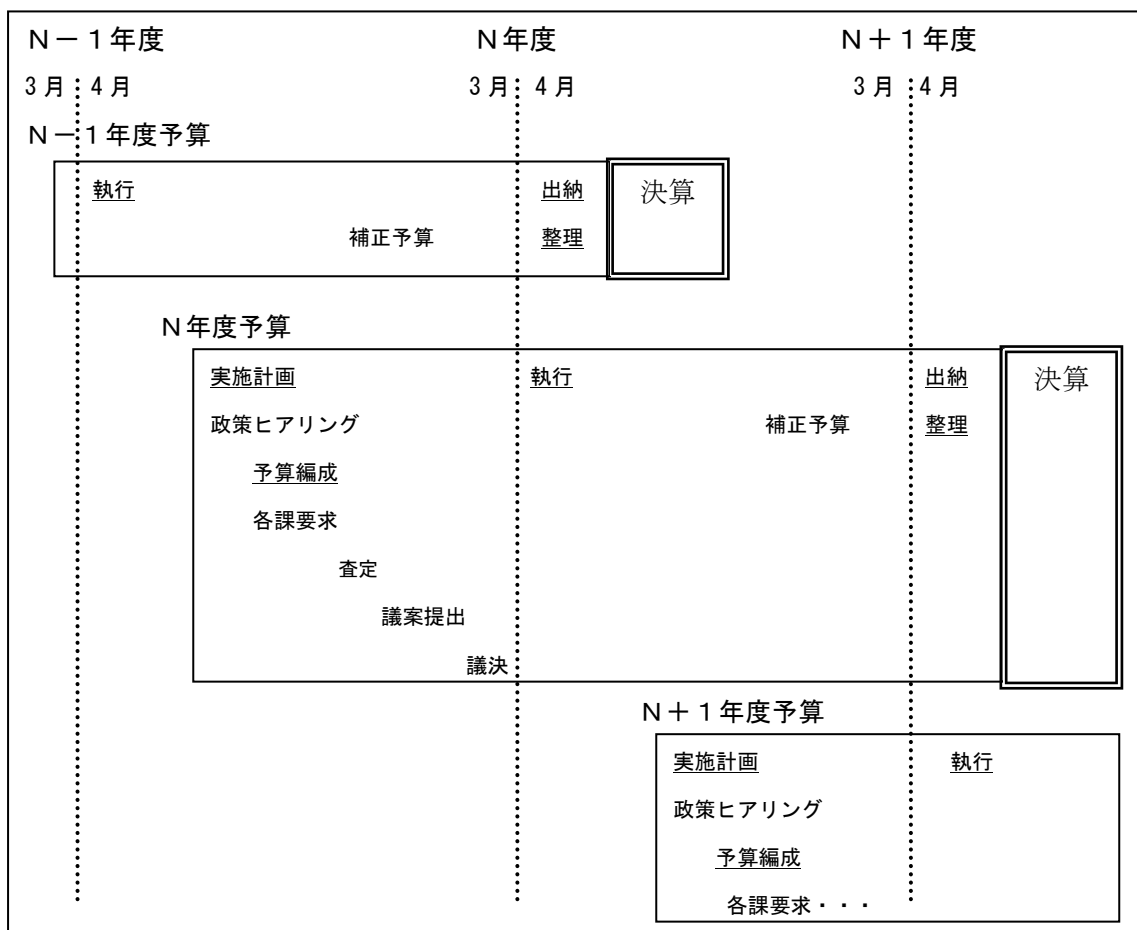 N－1年度 N年度 N＋1年度
3月 4月 3月 4月 3月 4月
N－1年度予算
執行 出納 決算
補正予算 整理
N年度予算
実施計画 執行 出納 決算
政策ヒアリング 補正予算 整理
予算編成
各課要求
査定
議案提出
議決
N＋1年度予算
実施計画 執行
政策ヒアリング
予算編成
各課要求・・・